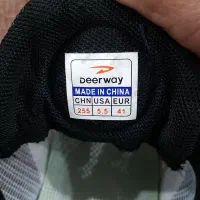 Deerway
MADE IN CHINA
CHN USA EUR
255 5.5 41